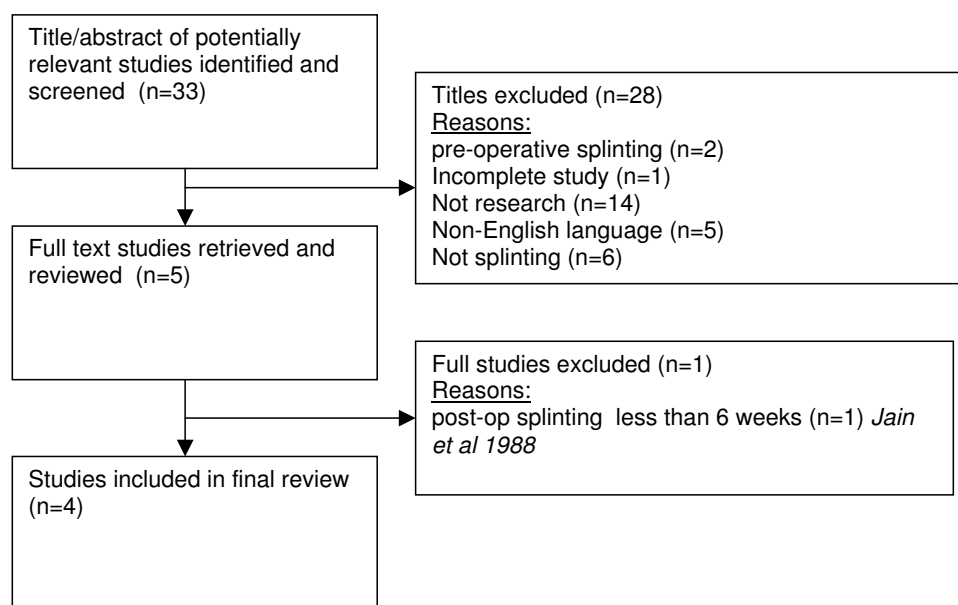 Title/abstract of potentially
relevant studies identified and
screened (n=33)
Titles excluded (n=28)
Reasons:
pre-operative splinting (n=2)
Incomplete study (n=1)
Not research (n=14)
Non-English language (n=5)
Not splinting (n=6)
Full text studies retrieved and
reviewed (n=5)
Full studies excluded (n=1)
Reasons:
post-op splinting less than 6 weeks (n=1) Jain
et al 1988
Studies included in final review
(n=4)